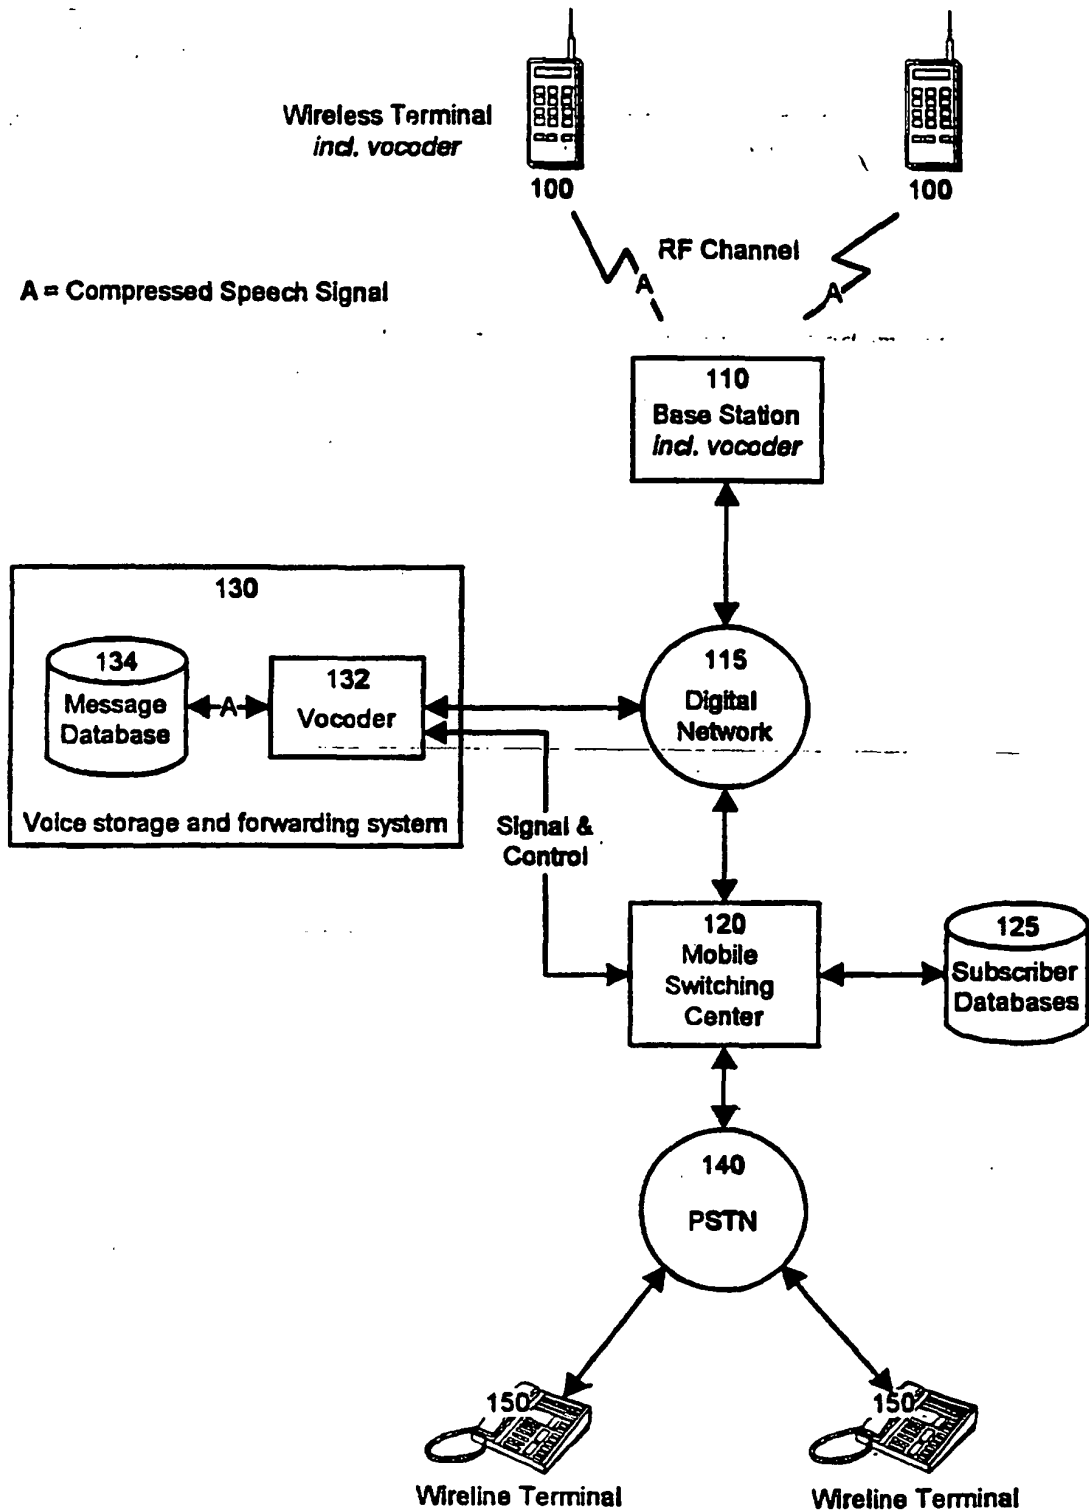 Wireless Terminal
incl. vocoder
100
100
RF Channel
A
A
A = Compressed Speech Signal
110
Base Station
incl. vocoder
130
134
Message
Database
A
132
Vocoder
115
Digital
Network
Voice storage and forwarding system
Signal &
Control
120
Mobile
Switching
Center
125
Subscriber
Databases
140
PSTN
150
150
Wireline Terminal
Wireline Terminal